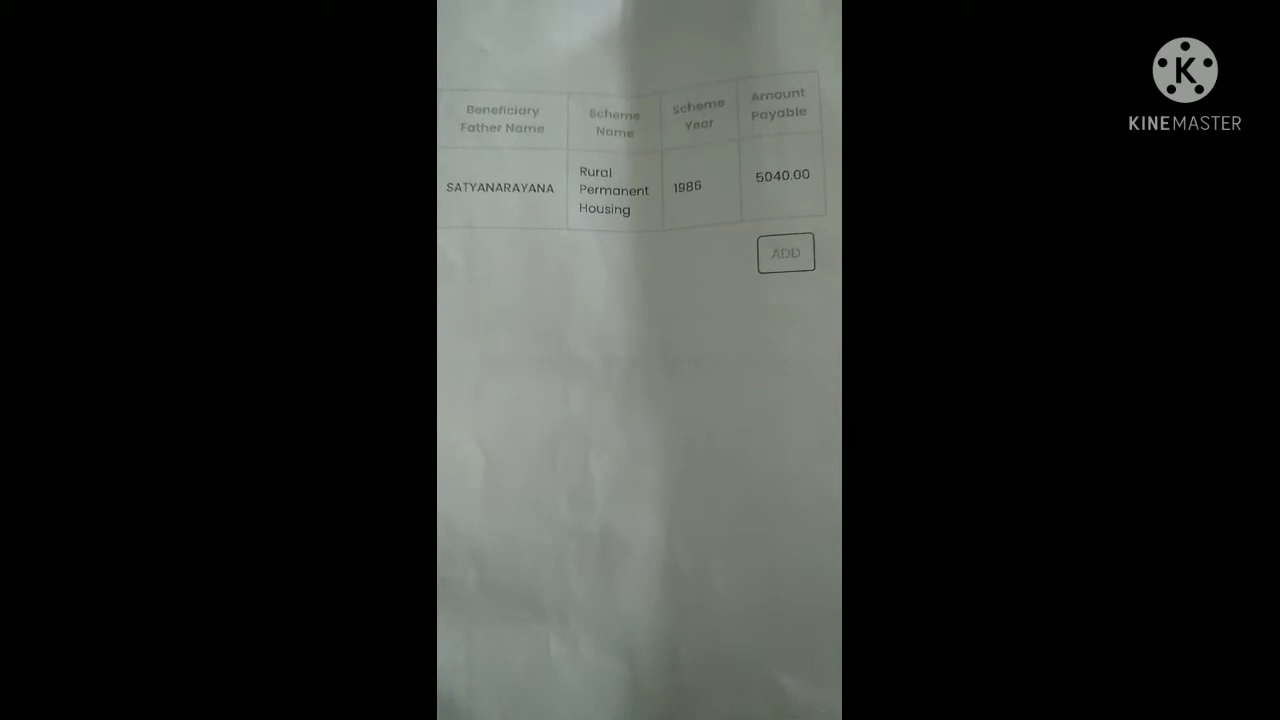 K
KINEMASTER
Beneficiary
Father Name
Scheme
Name
Scheme
Year
Amount
Payable
SATYANARAYANA
Rural
Permanent
Housing
1986
5040.00
ADD